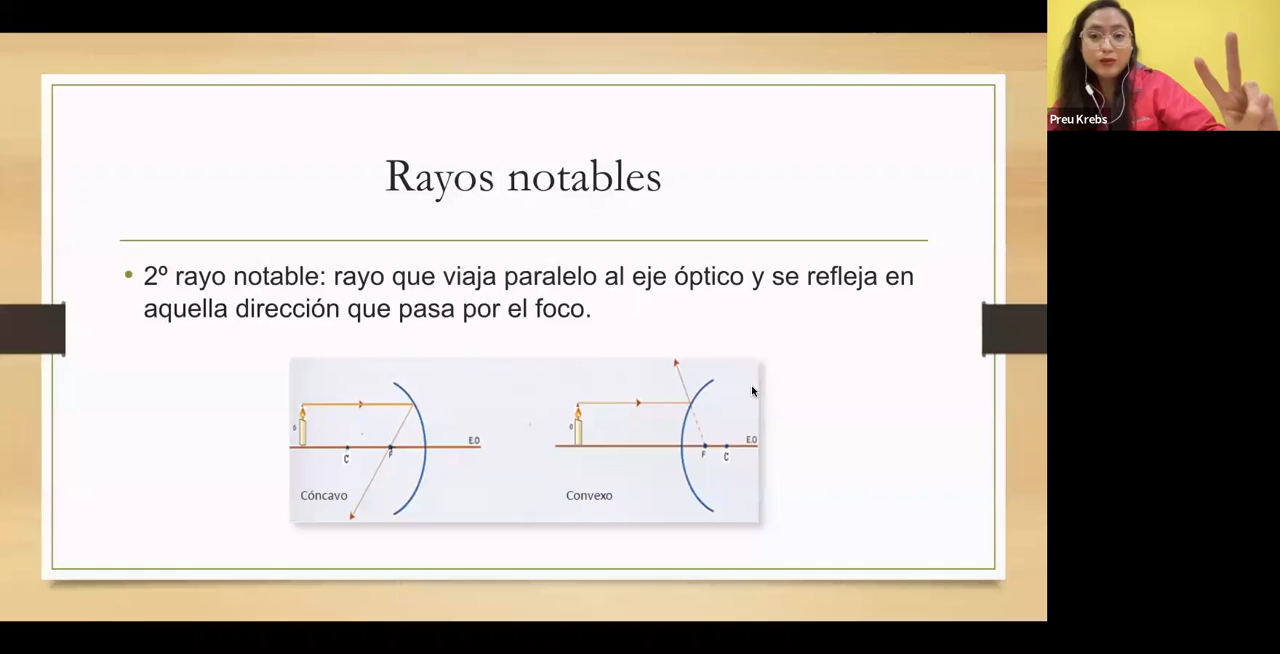 Rayos notables
• 2º rayo notable: rayo que viaja paralelo al eje óptico y se refleja en
aquella dirección que pasa por el foco.
O
C
F
E.O
Cóncavo
O
F
C
E.O
Convexo
Preu Krebs